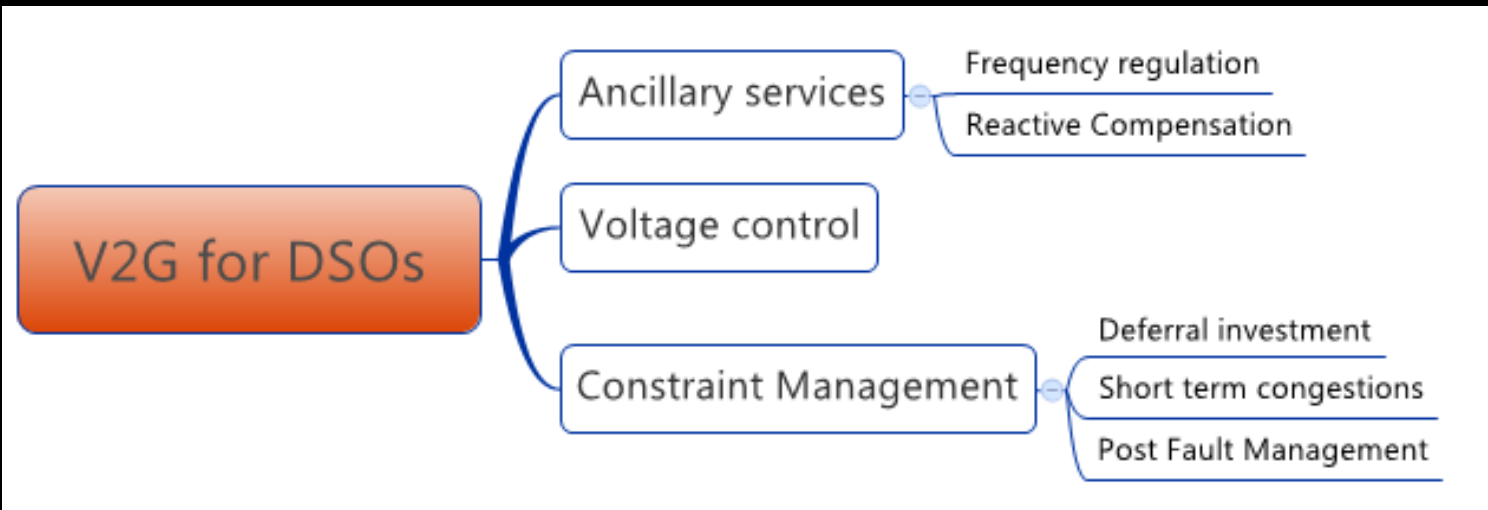 V2G for DSOs
Ancillary services
Frequency regulation
Reactive Compensation
Voltage control
Constraint Management
Deferral investment
Short term congestions
Post Fault Management